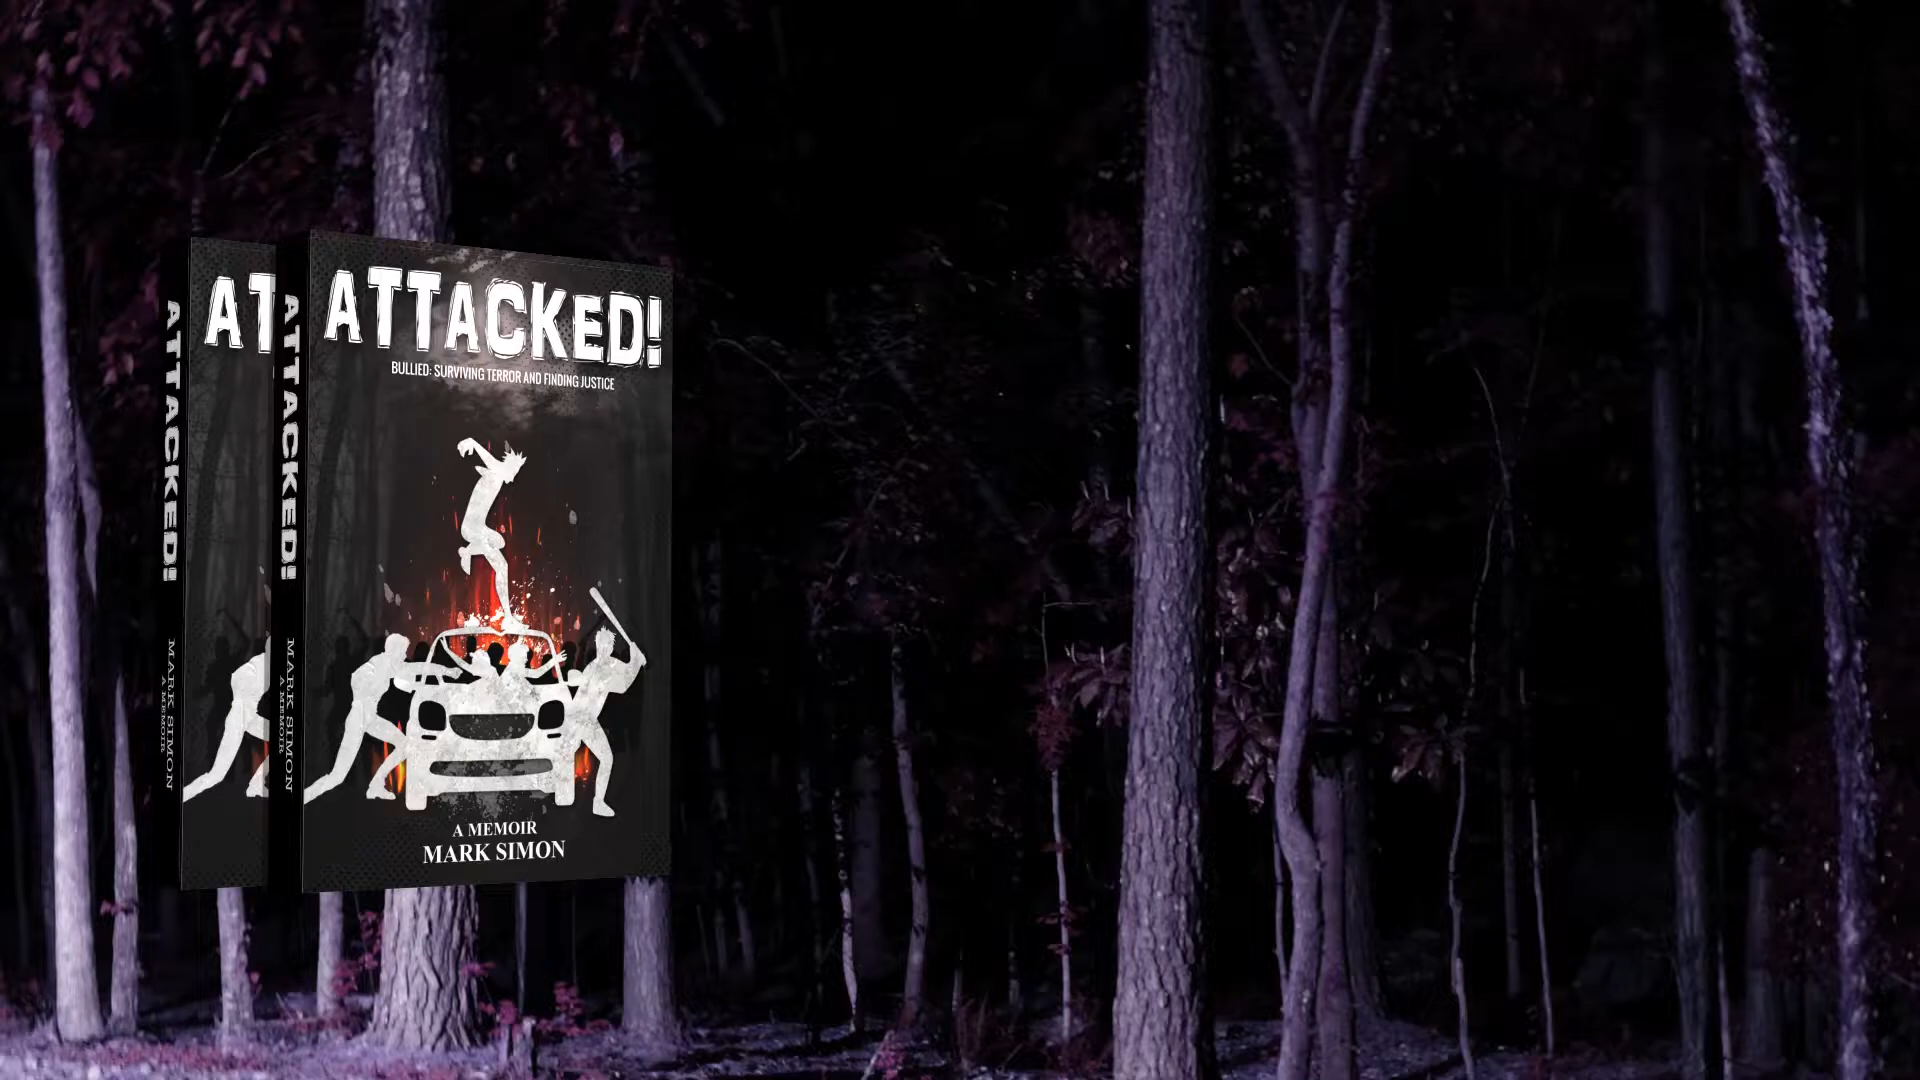 ATTACKED!
MARK SIMON
A MEMOIR
AT
ATTACKED!
MARK SIMON
A MEMOIR
ATTACKED!
BULLIED: SURVIVING TERROR AND FINDING JUSTICE
A MEMOIR
MARK SIMON